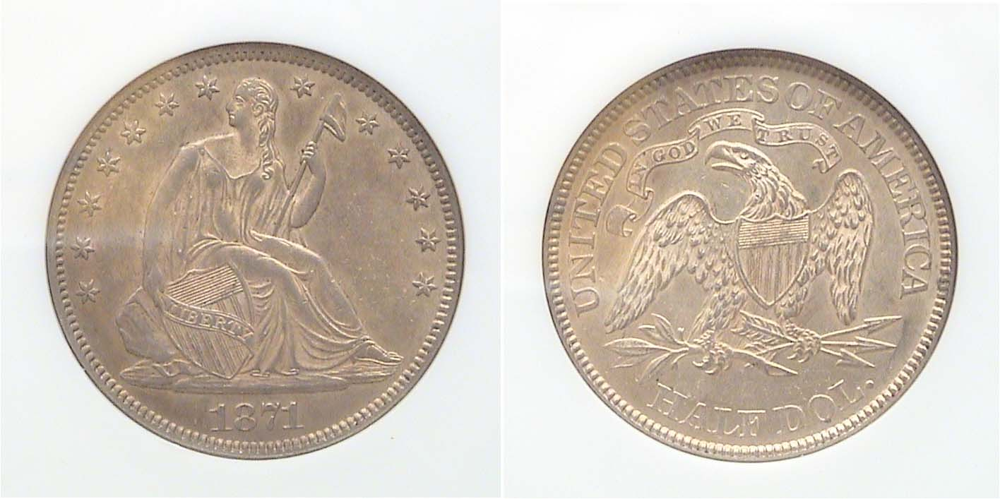 LIBERTY
1871
UNITED STATES OF AMERICA
IN GOD WE TRUST
HALF DOL.